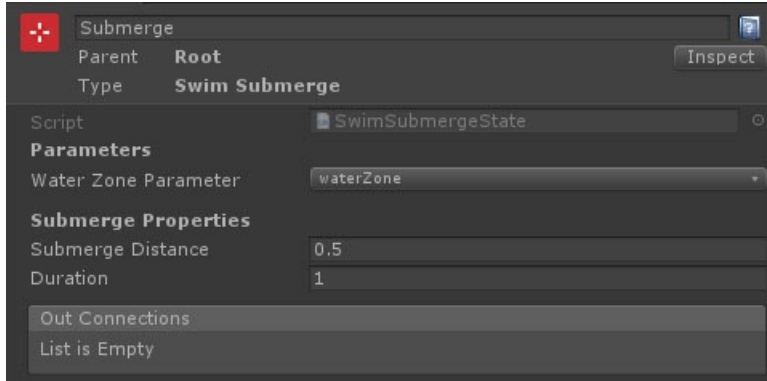 Submerge
Parent Root Inspect
Type Swim Submerge
Script SwimSubmergeState
Parameters
Water Zone Parameter waterZone
Submerge Properties
Submerge Distance 0.5
Duration 1
Out Connections
List is Empty